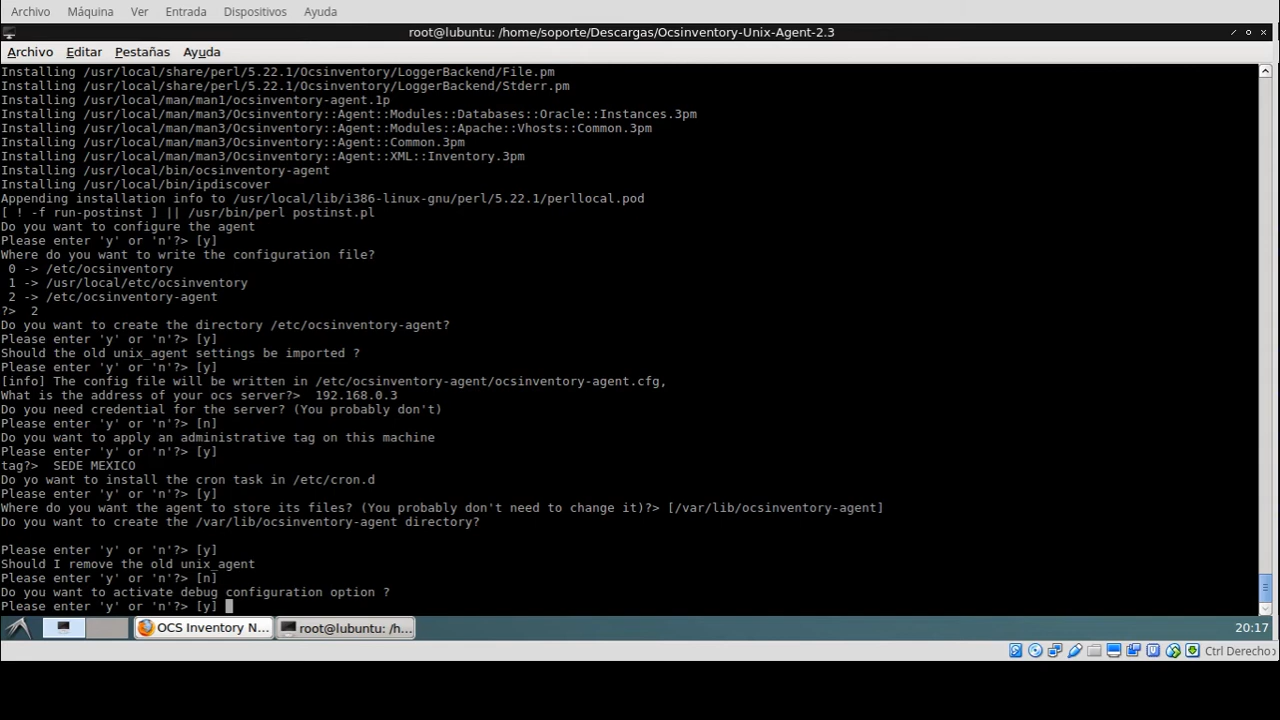 Archivo Máquina Ver Entrada Dispositivos Ayuda
root@lubuntu: /home/soporte/Descargas/Ocsinventory-Unix-Agent-2.3
Archivo Editar Pestañas Ayuda
Installing /usr/local/share/perl/5.22.1/Ocsinventory/LoggerBackend/File.pm
Installing /usr/local/share/perl/5.22.1/Ocsinventory/LoggerBackend/Stderr.pm
Installing /usr/local/man/man1/ocsinventory-agent.1p
Installing /usr/local/man/man3/Ocsinventory::Agent::Modules::Databases::Oracle::Instances.3pm
Installing /usr/local/man/man3/Ocsinventory::Agent::Modules::Apache::Vhosts::Common.3pm
Installing /usr/local/man/man3/Ocsinventory::Agent::Common.3pm
Installing /usr/local/man/man3/Ocsinventory::Agent::XML::Inventory.3pm
Installing /usr/local/bin/ocsinventory-agent
Installing /usr/local/bin/ipdiscover
Appending installation info to /usr/local/lib/i386-linux-gnu/perl/5.22.1/perllocal.pod
[ ! -f run-postinst ] || /usr/bin/perl postinst.pl
Do you want to configure the agent
Please enter 'y' or 'n'?> [y]
Where do you want to write the configuration file?
0 -> /etc/ocsinventory
1 -> /usr/local/etc/ocsinventory
2 -> /etc/ocsinventory-agent
?> 2
Do you want to create the directory /etc/ocsinventory-agent?
Please enter 'y' or 'n'?> [y]
Should the old unix_agent settings be imported ?
Please enter 'y' or 'n'?> [y]
[info] The config file will be written in /etc/ocsinventory-agent/ocsinventory-agent.cfg,
What is the address of your ocs server?> 192.168.0.3
Do you need credential for the server? (You probably don't)
Please enter 'y' or 'n'?> [n]
Do you want to apply an administrative tag on this machine
Please enter 'y' or 'n'?> [y]
tag?> SEDE MEXICO
Do yo want to install the cron task in /etc/cron.d
Please enter 'y' or 'n'?> [y]
Where do you want the agent to store its files? (You probably don't need to change it)?> [/var/lib/ocsinventory-agent]
Do you want to create the /var/lib/ocsinventory-agent directory?
Please enter 'y' or 'n'?> [y]
Should I remove the old unix_agent
Please enter 'y' or 'n'?> [n]
Do you want to activate debug configuration option ?
Please enter 'y' or 'n'?> [y]
OCS Inventory N... root@lubuntu: /h... 20:17
Ctrl Derecho